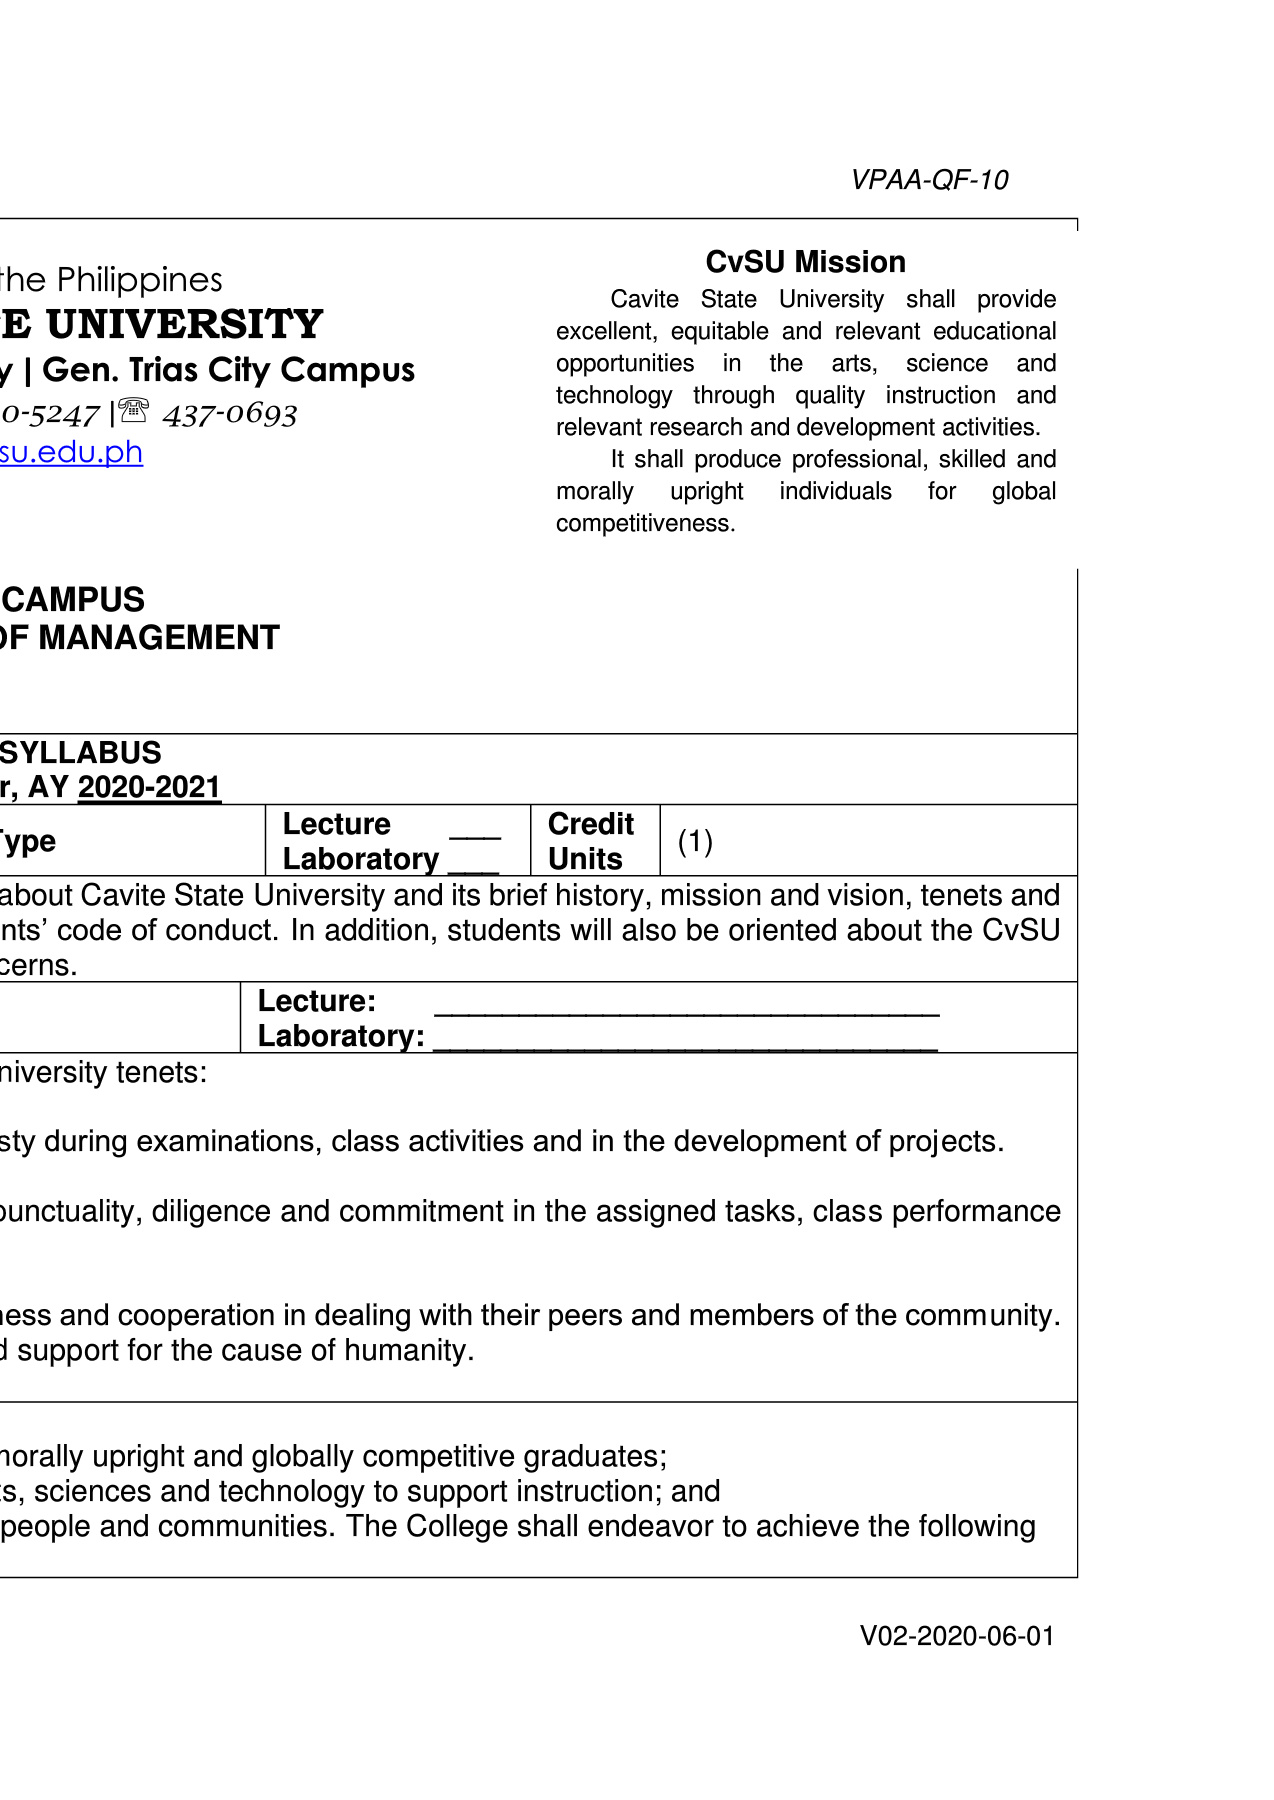 VPAA-QF-10
the Philippines
E UNIVERSITY
y | Gen. Trias City Campus
0-5247 |☏ 437-0693
su.edu.ph
CvSU Mission
Cavite State University shall provide
excellent, equitable and relevant educational
opportunities in the arts, science and
technology through quality instruction and
relevant research and development activities.
It shall produce professional, skilled and
morally upright individuals for global
competitiveness.
CAMPUS
OF MANAGEMENT
SYLLABUS
r, AY 2020-2021
Type
Lecture ___
Laboratory ___
Credit
Units
(1)
about Cavite State University and its brief history, mission and vision, tenets and
nts’ code of conduct. In addition, students will also be oriented about the CvSU
cerns.
Lecture: ______________________________
Laboratory: ______________________________
niversity tenets:
sty during examinations, class activities and in the development of projects.
punctuality, diligence and commitment in the assigned tasks, class performance
ness and cooperation in dealing with their peers and members of the community.
d support for the cause of humanity.
morally upright and globally competitive graduates;
ts, sciences and technology to support instruction; and
people and communities. The College shall endeavor to achieve the following
V02-2020-06-01